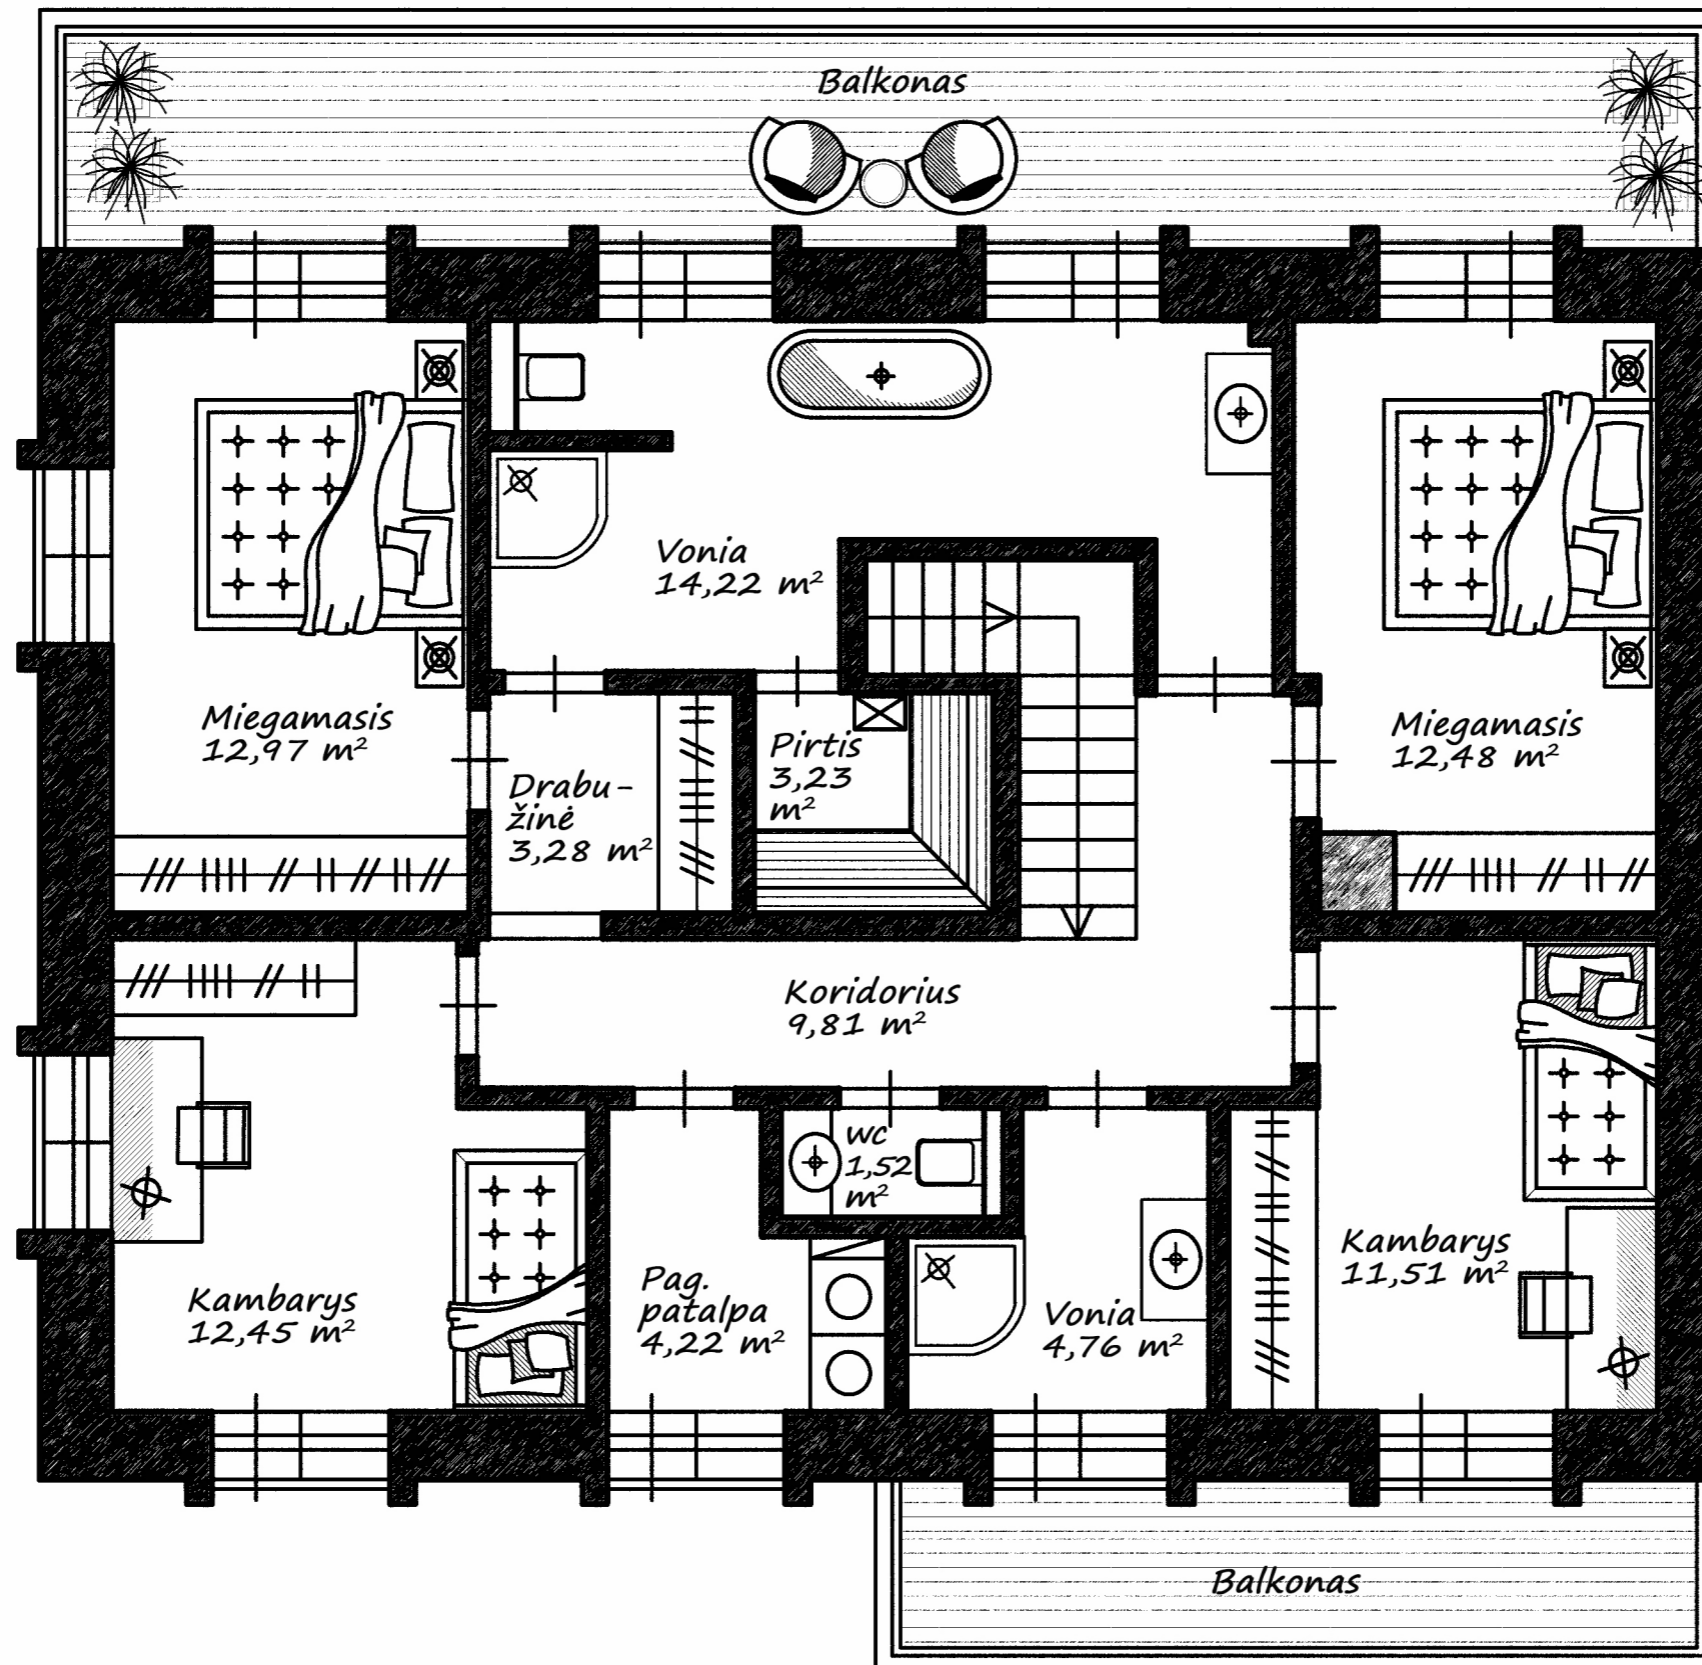 Balkonas
Vonia
14,22 m²
Miegamasis
12,97 m²
Miegamasis
12,48 m²
Pirtis
3,23
m²
Drabu-
žinė
3,28 m²
Koridorius
9,81 m²
WC
1,52
m²
Kambarys
12,45 m²
Pag.
patalpa
4,22 m²
Vonia
4,76 m²
Kambarys
11,51 m²
Balkonas